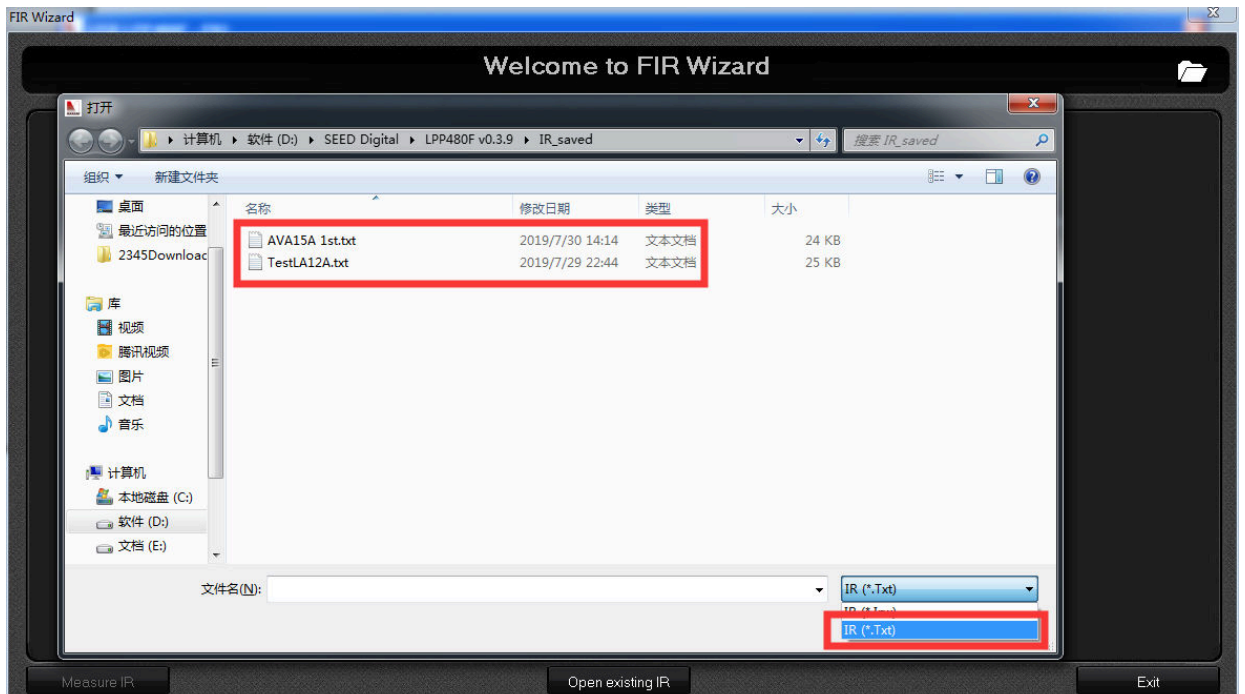 FIR Wizard
Welcome to FIR Wizard
打开
计算机 软件 (D:) SEED Digital LPP480F v0.3.9 IR_saved
搜索 IR_saved
组织 新建文件夹
名称 修改日期 类型 大小
桌面
最近访问的位置
2345Downloac
库
视频
腾讯视频
图片
文档
音乐
计算机
本地磁盘 (C:)
软件 (D:)
文档 (E:)
AVA15A 1st.txt 2019/7/30 14:14 文本文档 24 KB
TestLA12A.txt 2019/7/29 22:44 文本文档 25 KB
文件名(N):
IR (*.Txt)
IR (*.Txt)
Measure IR
Open existing IR
Exit